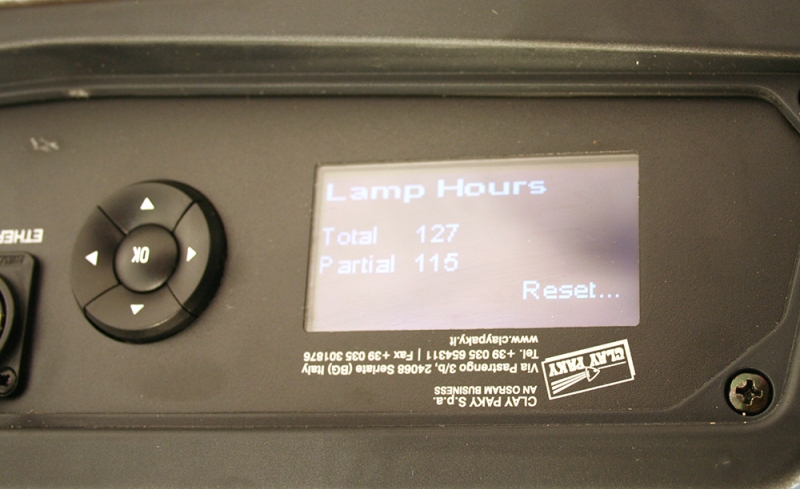 Lamp Hours
Total 127
Partial 115
Reset...
OK
CLAY PAKY
CLAY PAKY S.p.a.
AN OSRAM BUSINESS
Via Pastrengo 3/b, 24068 Seriate (BG) Italy
Tel. + 39 035 654311 | Fax + 39 035 301876
www.claypaky.it